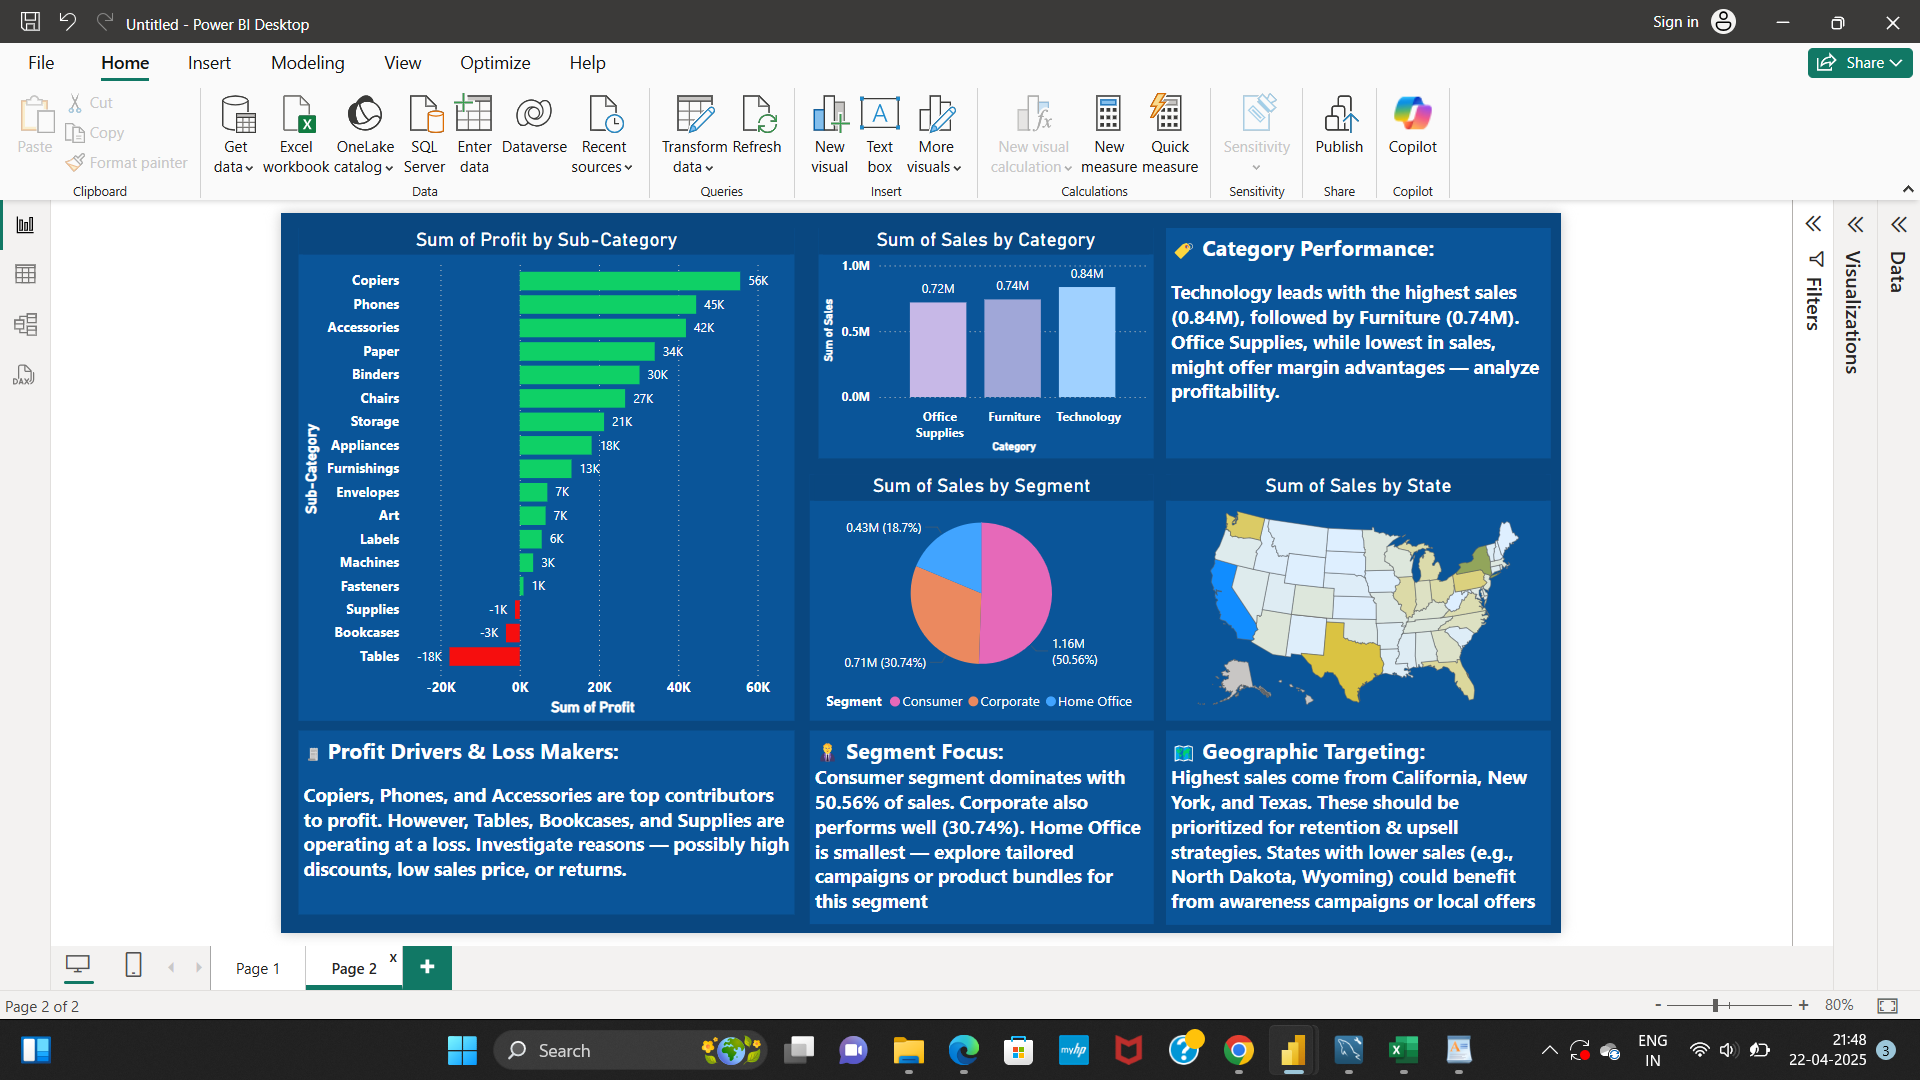 Untitled - Power BI Desktop
Sign in
File
Home
Insert
Modeling
View
Optimize
Help
Share
Paste
Cut
Copy
Format painter
Clipboard
Get data
Excel workbook
OneLake catalog
SQL Server
Enter data
Dataverse
Recent sources
Data
Transform data
Refresh
Queries
New visual
A
Text box
More visuals
Insert
New visual calculation
New measure
Quick measure
Calculations
Sensitivity
Sensitivity
Publish
Share
Copilot
Copilot
DAX
Sum of Profit by Sub-Category
Sub-Category
Copiers 56K
Phones 45K
Accessories 42K
Paper 34K
Binders 30K
Chairs 27K
Storage 21K
Appliances 18K
Furnishings 13K
Envelopes 7K
Art 7K
Labels 6K
Machines 3K
Fasteners 1K
Supplies -1K
Bookcases -3K
Tables -18K
-20K 0K 20K 40K 60K
Sum of Profit
Sum of Sales by Category
Sum of Sales
1.0M
0.5M
0.0M
0.72M
0.74M
0.84M
Office Supplies
Furniture
Technology
Category
Category Performance:
Technology leads with the highest sales
(0.84M), followed by Furniture (0.74M).
Office Supplies, while lowest in sales,
might offer margin advantages — analyze
profitability.
Sum of Sales by Segment
0.43M (18.7%)
0.71M (30.74%)
1.16M
(50.56%)
Segment Consumer Corporate Home Office
Sum of Sales by State
Profit Drivers & Loss Makers:
Copiers, Phones, and Accessories are top contributors
to profit. However, Tables, Bookcases, and Supplies are
operating at a loss. Investigate reasons — possibly high
discounts, low sales price, or returns.
Segment Focus:
Consumer segment dominates with
50.56% of sales. Corporate also
performs well (30.74%). Home Office
is smallest — explore tailored
campaigns or product bundles for
this segment
Geographic Targeting:
Highest sales come from California, New
York, and Texas. These should be
prioritized for retention & upsell
strategies. States with lower sales (e.g.,
North Dakota, Wyoming) could benefit
from awareness campaigns or local offers
Filters
Visualizations
Data
Page 1
Page 2
x
+
Page 2 of 2
- + 80%
Search
myhp
ENG
IN
21:48
22-04-2025
3